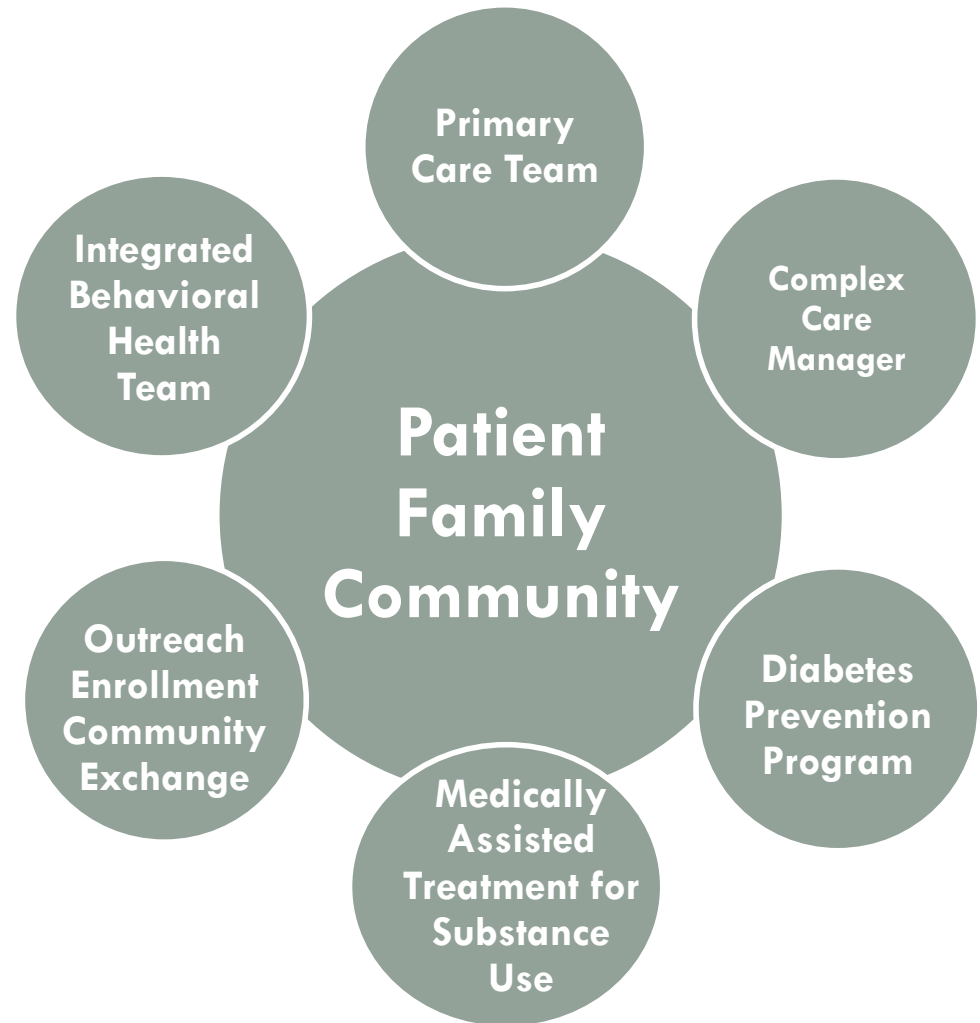 Primary
Care Team
Integrated
Behavioral
Health
Team
Complex
Care
Manager
Patient
Family
Community
Outreach
Enrollment
Community
Exchange
Diabetes
Prevention
Program
Medically
Assisted
Treatment for
Substance
Use